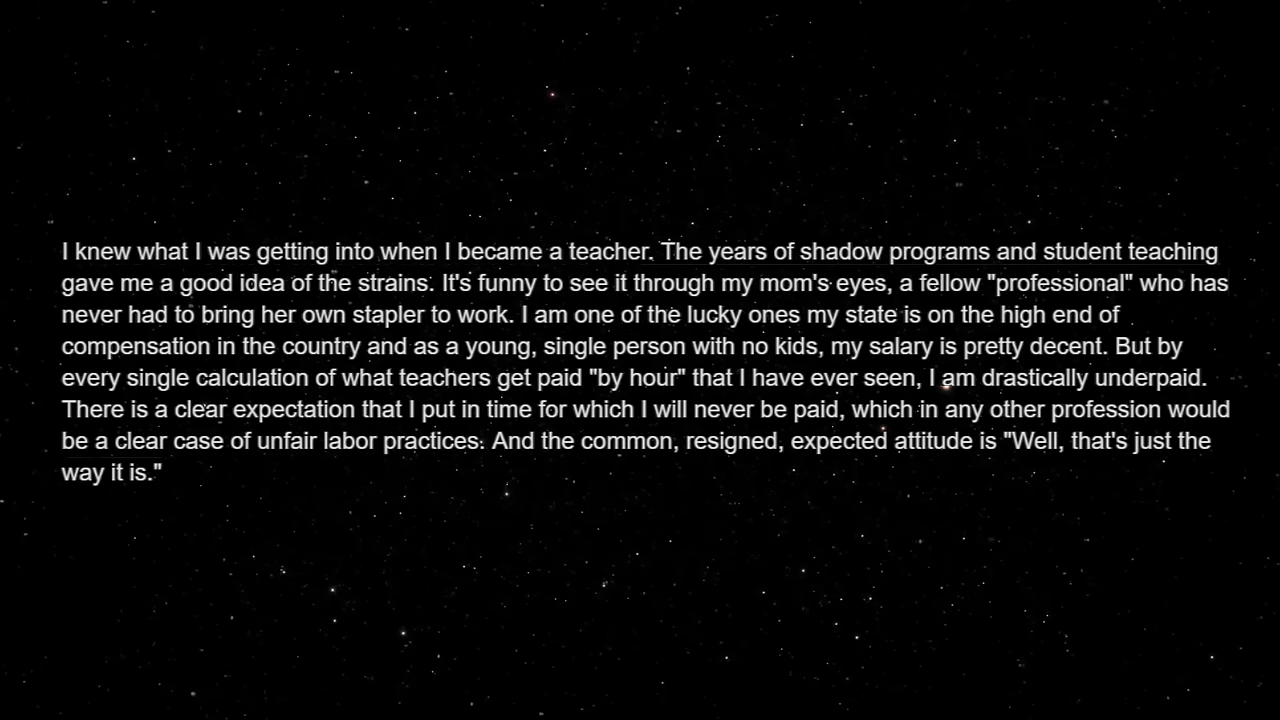 I knew what I was getting into when I became a teacher. The years of shadow programs and student teaching
gave me a good idea of the strains. It's funny to see it through my mom's eyes, a fellow "professional" who has
never had to bring her own stapler to work. I am one of the lucky ones my state is on the high end of
compensation in the country and as a young, single person with no kids, my salary is pretty decent. But by
every single calculation of what teachers get paid "by hour" that I have ever seen, I am drastically underpaid.
There is a clear expectation that I put in time for which I will never be paid, which in any other profession would
be a clear case of unfair labor practices. And the common, resigned, expected attitude is "Well, that's just the
way it is."